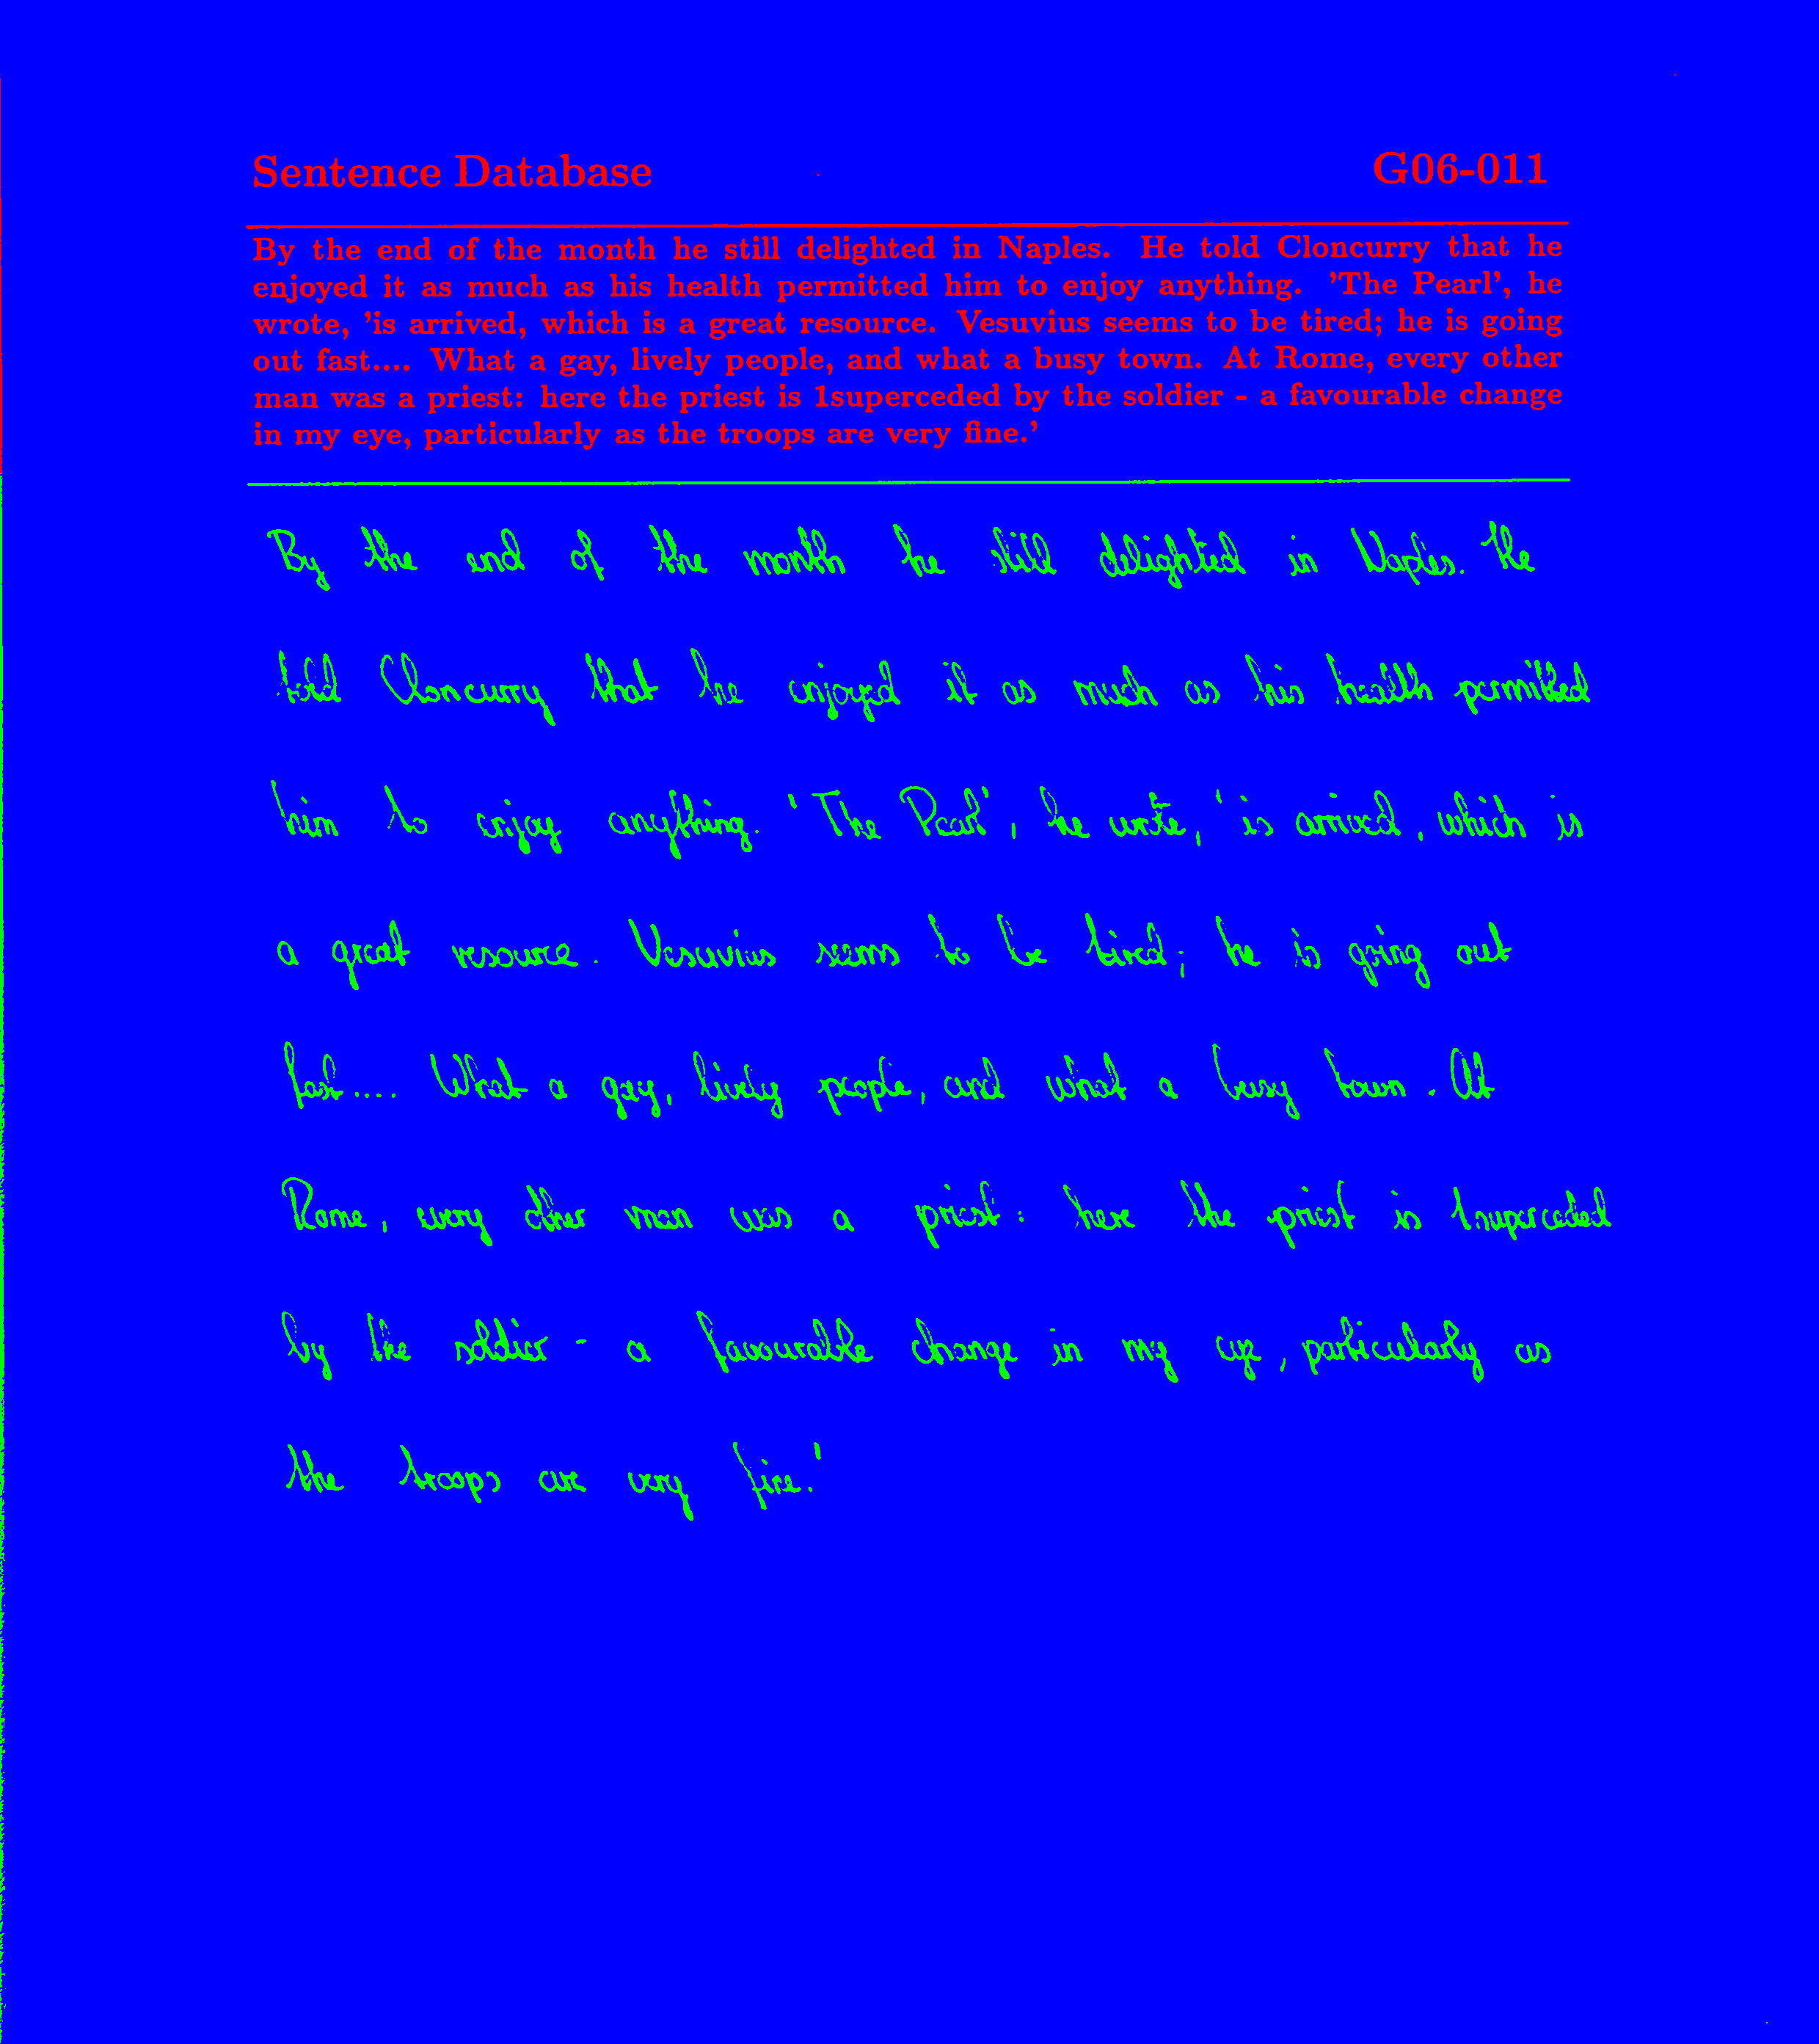 Sentence Database G06-011
By the end of the month he still delighted in Naples. He told Cloncurry that he
enjoyed it as much as his health permitted him to enjoy anything. 'The Pearl', he
wrote, 'is arrived, which is a great resource. Vesuvius seems to be tired; he is going
out fast.... What a gay, lively people, and what a busy town. At Rome, every other
man was a priest: here the priest is 1superceded by the soldier - a favourable change
in my eye, particularly as the troops are very fine.'
By the end of the month he still delighted in Naples. He
told Cloncurry that he enjoyed it as much as his health permitted
him to enjoy anything. 'The Pearl', he wrote, 'is arrived, which is
a great resource. Vesuvius seems to be tired; he is going out
fast.... What a gay, lively people, and what a busy town. At
Rome, every other man was a priest: here the priest is 1superceded
by the soldier - a favourable change in my eye, particularly as
the troops are very fine.'